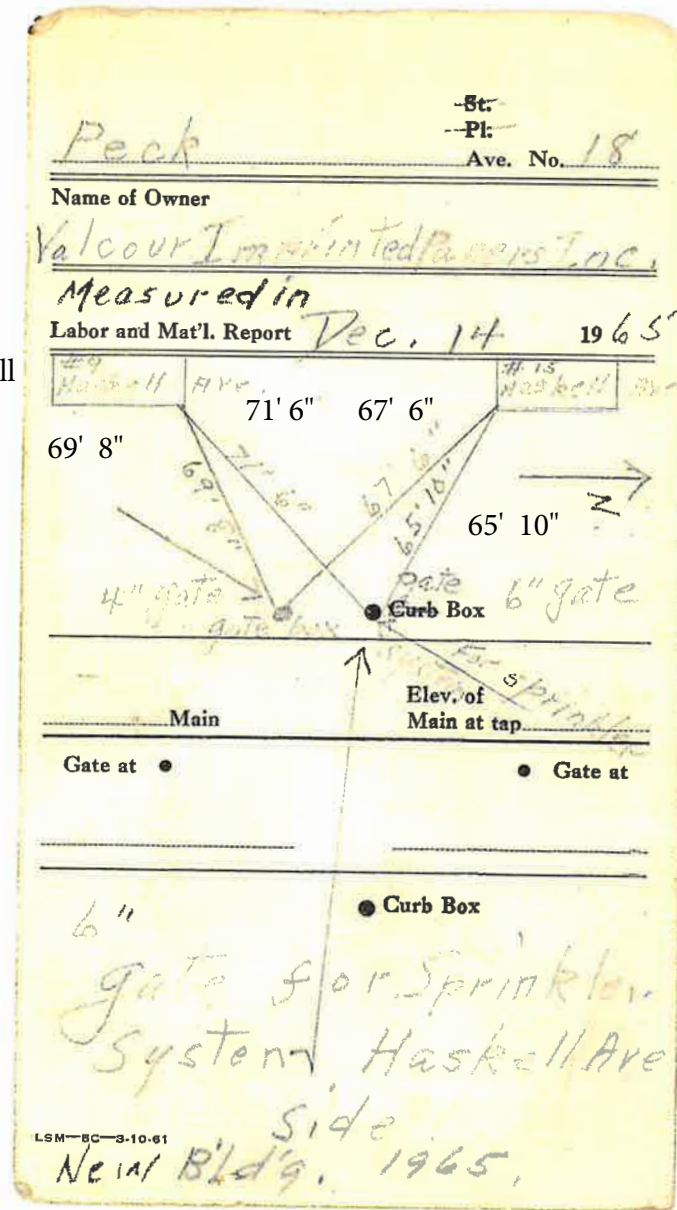 St.
Pl.
Peck Ave. No. 18
Name of Owner
Valcour Imprinted Papers Inc.
Measured in
Labor and Mat'l. Report Dec. 14 1965
ll
#9 #15
Haskell Ave. Haskell Ave
71' 6" 67' 6"
69' 8"
69' 8" 71' 6" 67' 6" 65' 10"
65' 10"
N
4" gate gate 6" gate
gate box Curb Box
For Sprinkler
s
Elev. of
Main Main at tap
Gate at Gate at
Curb Box
6"
gate for Sprinkler
System Haskell Ave
Side
LSM—BC—3-10-61
New Bld'g. 1965.